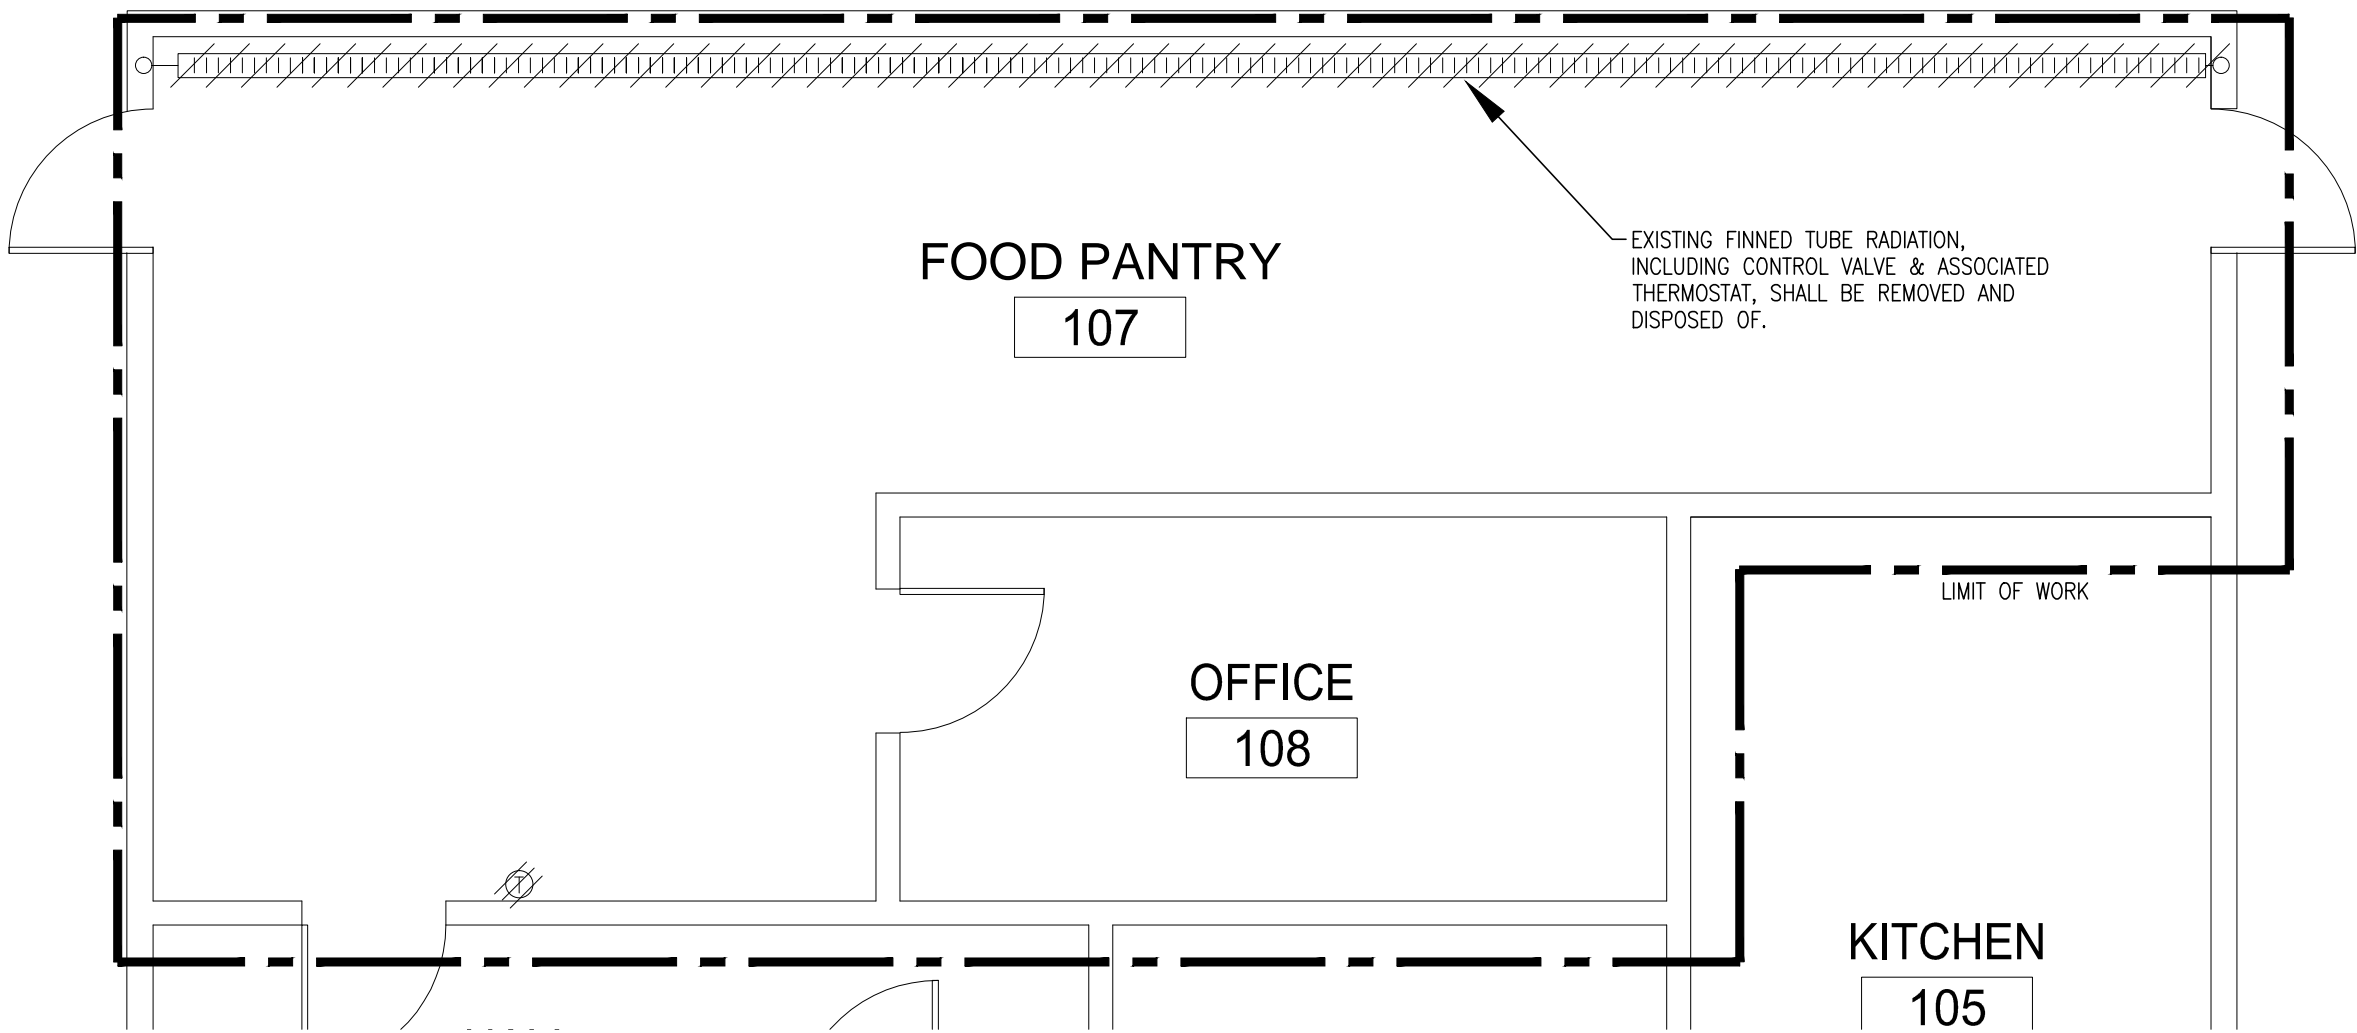 FOOD PANTRY
107
EXISTING FINNED TUBE RADIATION,
INCLUDING CONTROL VALVE & ASSOCIATED
THERMOSTAT, SHALL BE REMOVED AND
DISPOSED OF.
LIMIT OF WORK
OFFICE
108
T
KITCHEN
105